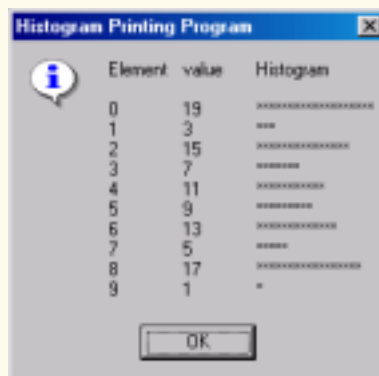 Histogram Printing Program
Element value Histogram
0 19 *******************
1 3 ***
2 15 ***************
3 7 *******
4 11 ***********
5 9 *********
6 13 *************
7 5 *****
8 17 *****************
9 1 *
OK